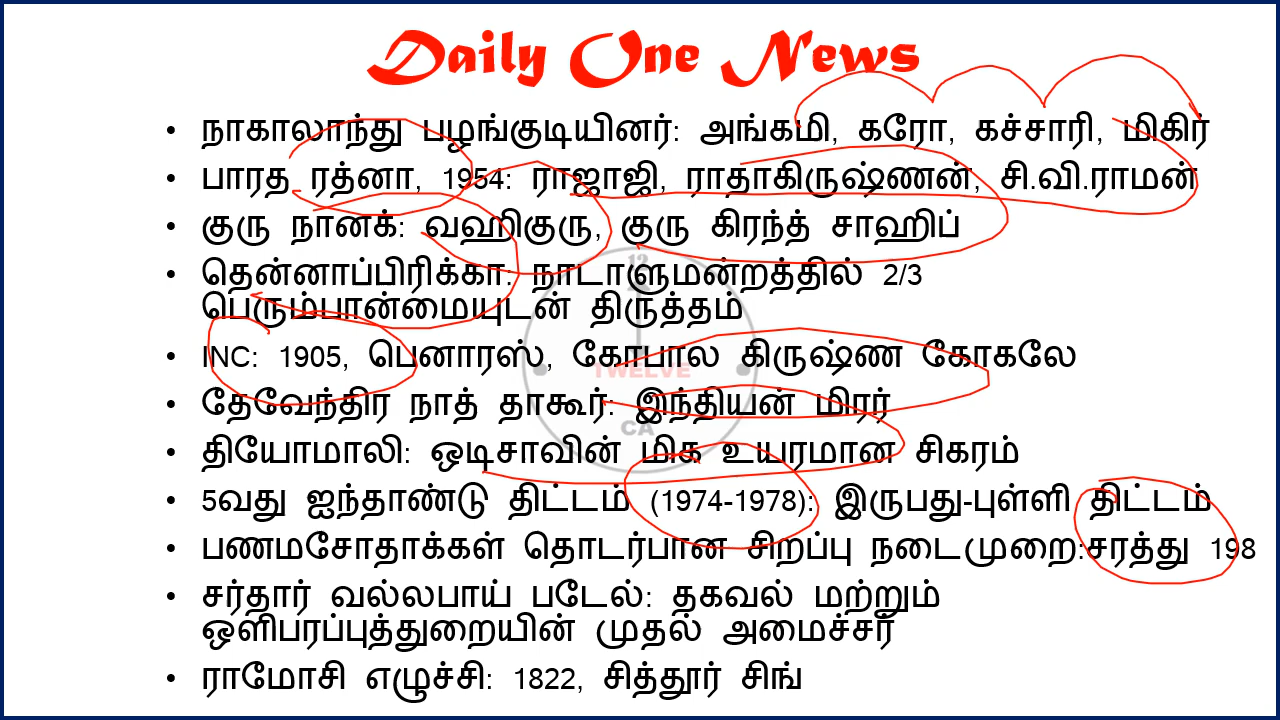 Daily One News
• நாகாலாந்து பழங்குடியினர்: அங்கமி, கரோ, கச்சாரி, மிகிர்
• பாரத ரத்னா, 1954: ராஜாஜி, ராதாகிருஷ்ணன், சி.வி.ராமன்
• குரு நானக்: வஹிகுரு, குரு கிரந்த் சாஹிப்
• தென்னாப்பிரிக்கா: நாடாளுமன்றத்தில் 2/3
பெரும்பான்மையுடன் திருத்தம்
• INC: 1905, பெனாரஸ், கோபால கிருஷ்ண கோகலே
• தேவேந்திர நாத் தாகூர்: இந்தியன் மிரர்
• தியோமாலி: ஒடிசாவின் மிக உயரமான சிகரம்
• 5வது ஐந்தாண்டு திட்டம் (1974-1978): இருபது-புள்ளி திட்டம்
• பணமசோதாக்கள் தொடர்பான சிறப்பு நடைமுறை:சரத்து 198
• சர்தார் வல்லபாய் படேல்: தகவல் மற்றும்
ஒளிபரப்புத்துறையின் முதல் அமைச்சர்
• ராமோசி எழுச்சி: 1822, சித்தூர் சிங்
12
TWELVE
CA